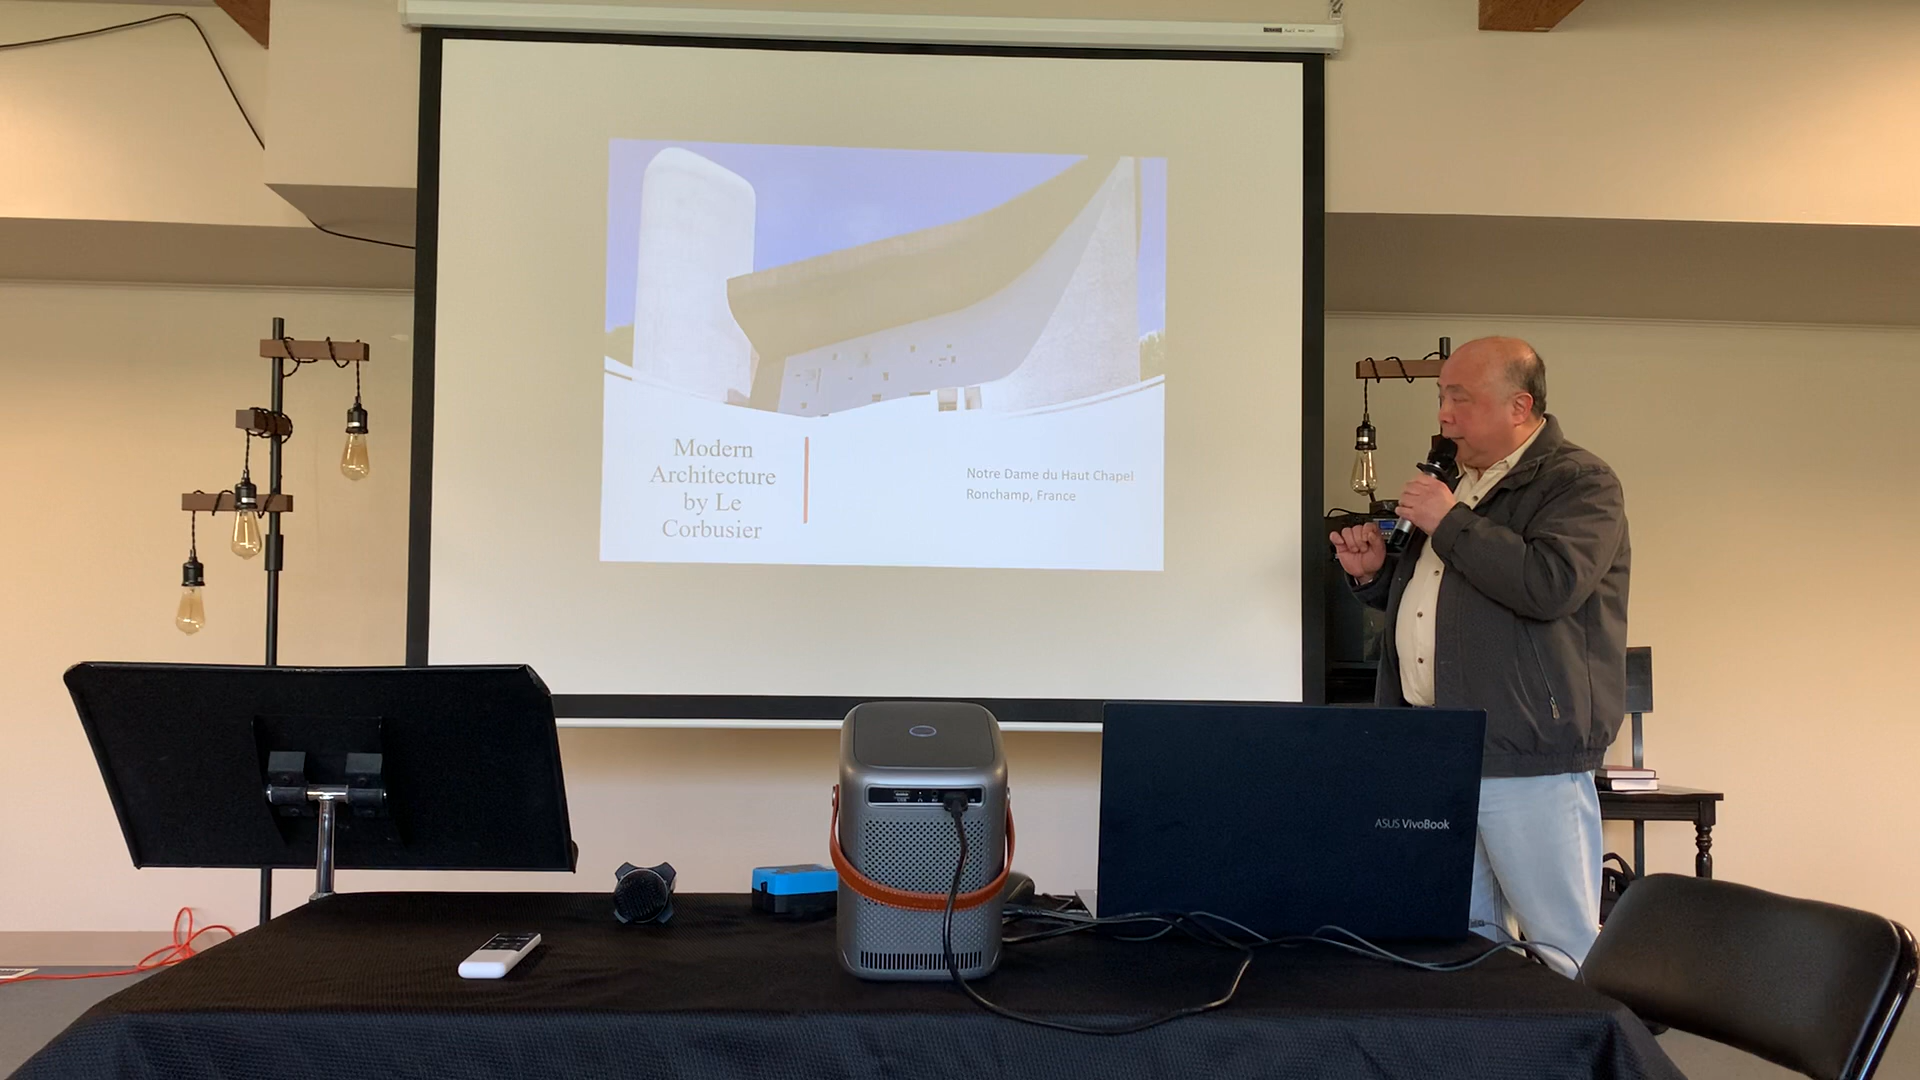 Modern
Architecture
by Le
Corbusier
Notre Dame du Haut Chapel
Ronchamp, France
ASUS VivoBook